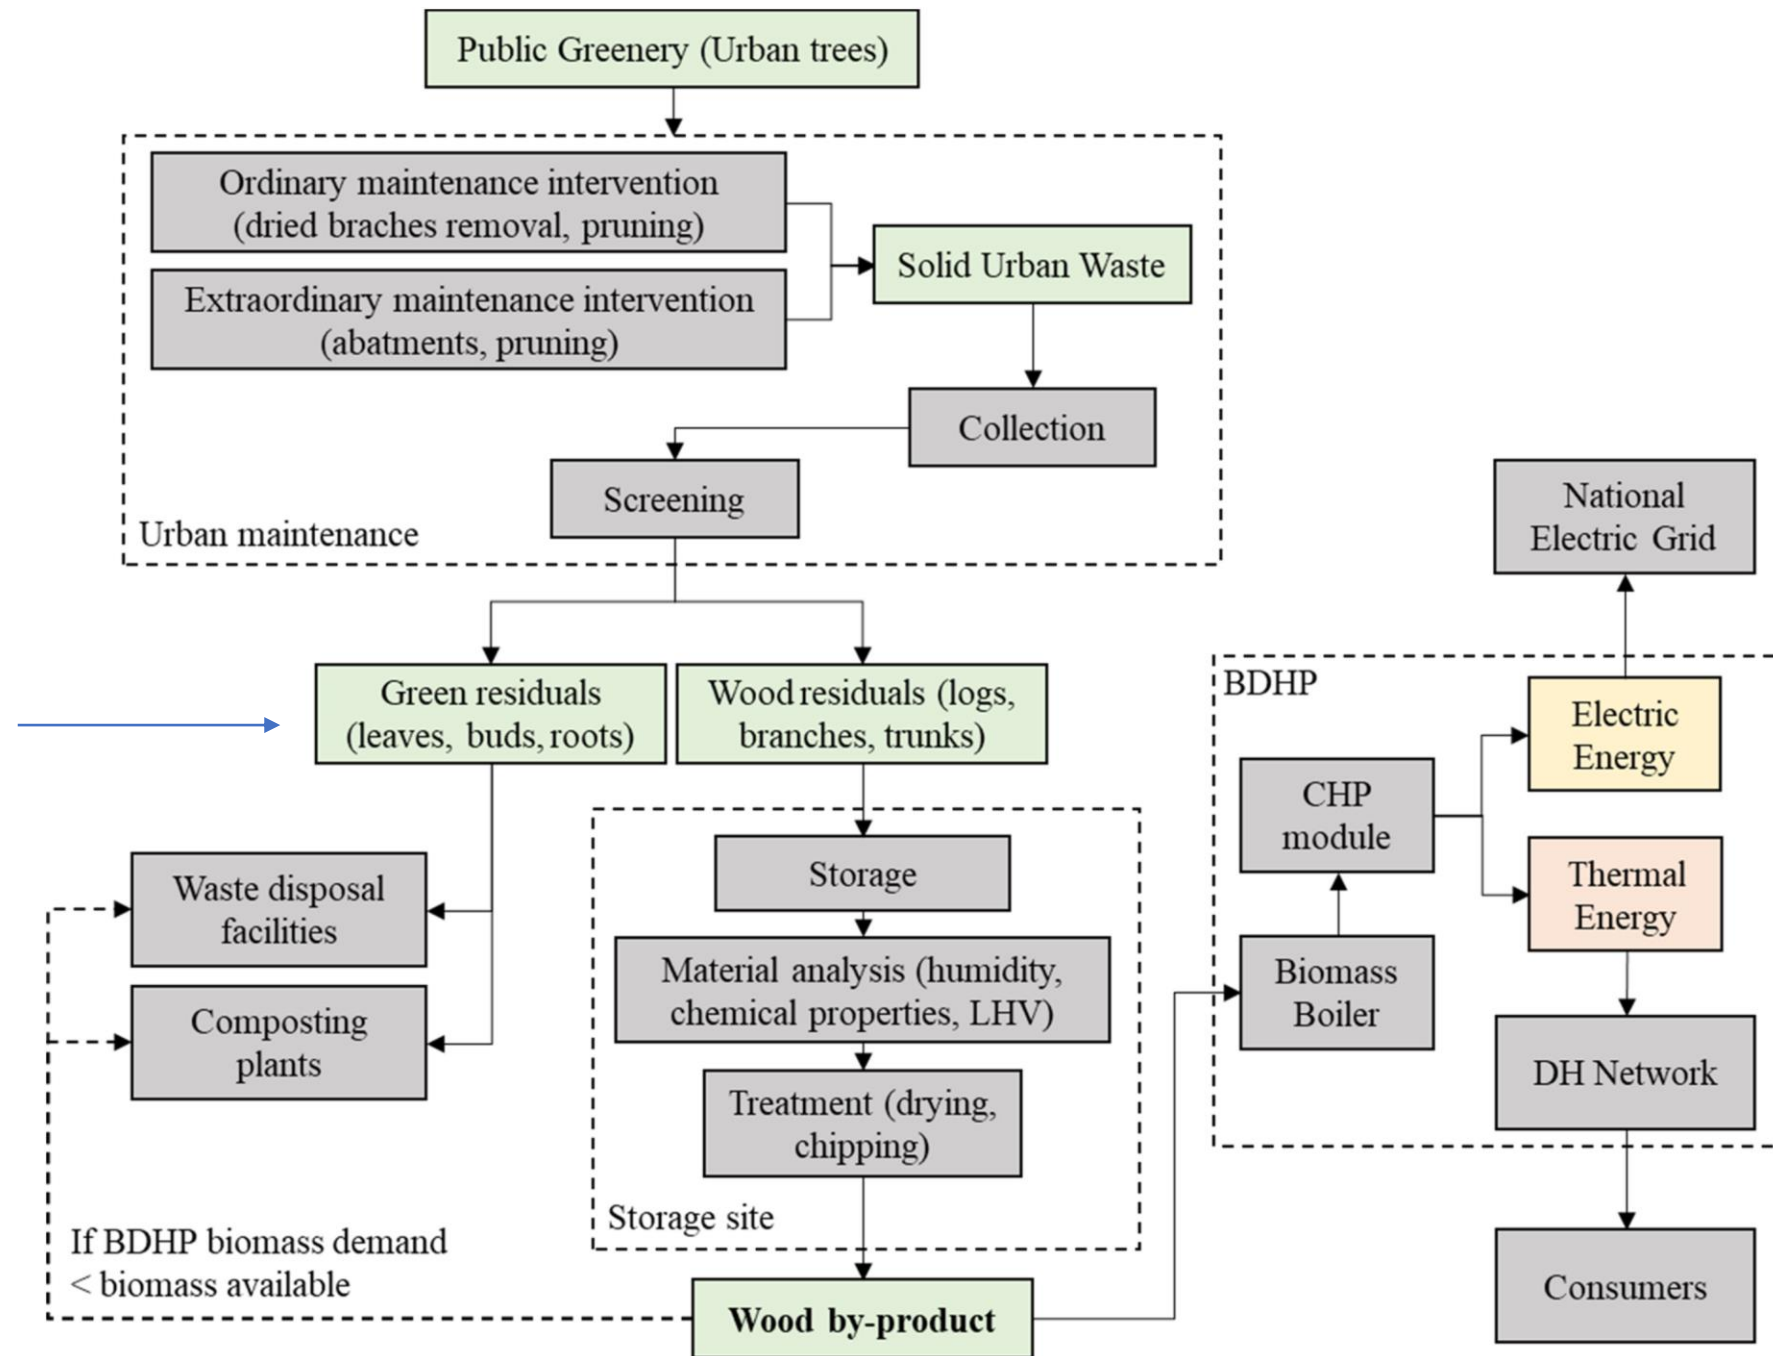 Public Greenery (Urban trees)
Ordinary maintenance intervention
(dried braches removal, pruning)
Extraordinary maintenance intervention
(abatments, pruning)
Solid Urban Waste
Collection
Screening
Urban maintenance
Green residuals
(leaves, buds, roots)
Wood residuals (logs,
branches, trunks)
Waste disposal
facilities
Composting
plants
Storage
Material analysis (humidity,
chemical properties, LHV)
Treatment (drying,
chipping)
Storage site
If BDHP biomass demand
< biomass available
Wood by-product
National
Electric Grid
BDHP
Electric
Energy
CHP
module
Thermal
Energy
Biomass
Boiler
DH Network
Consumers